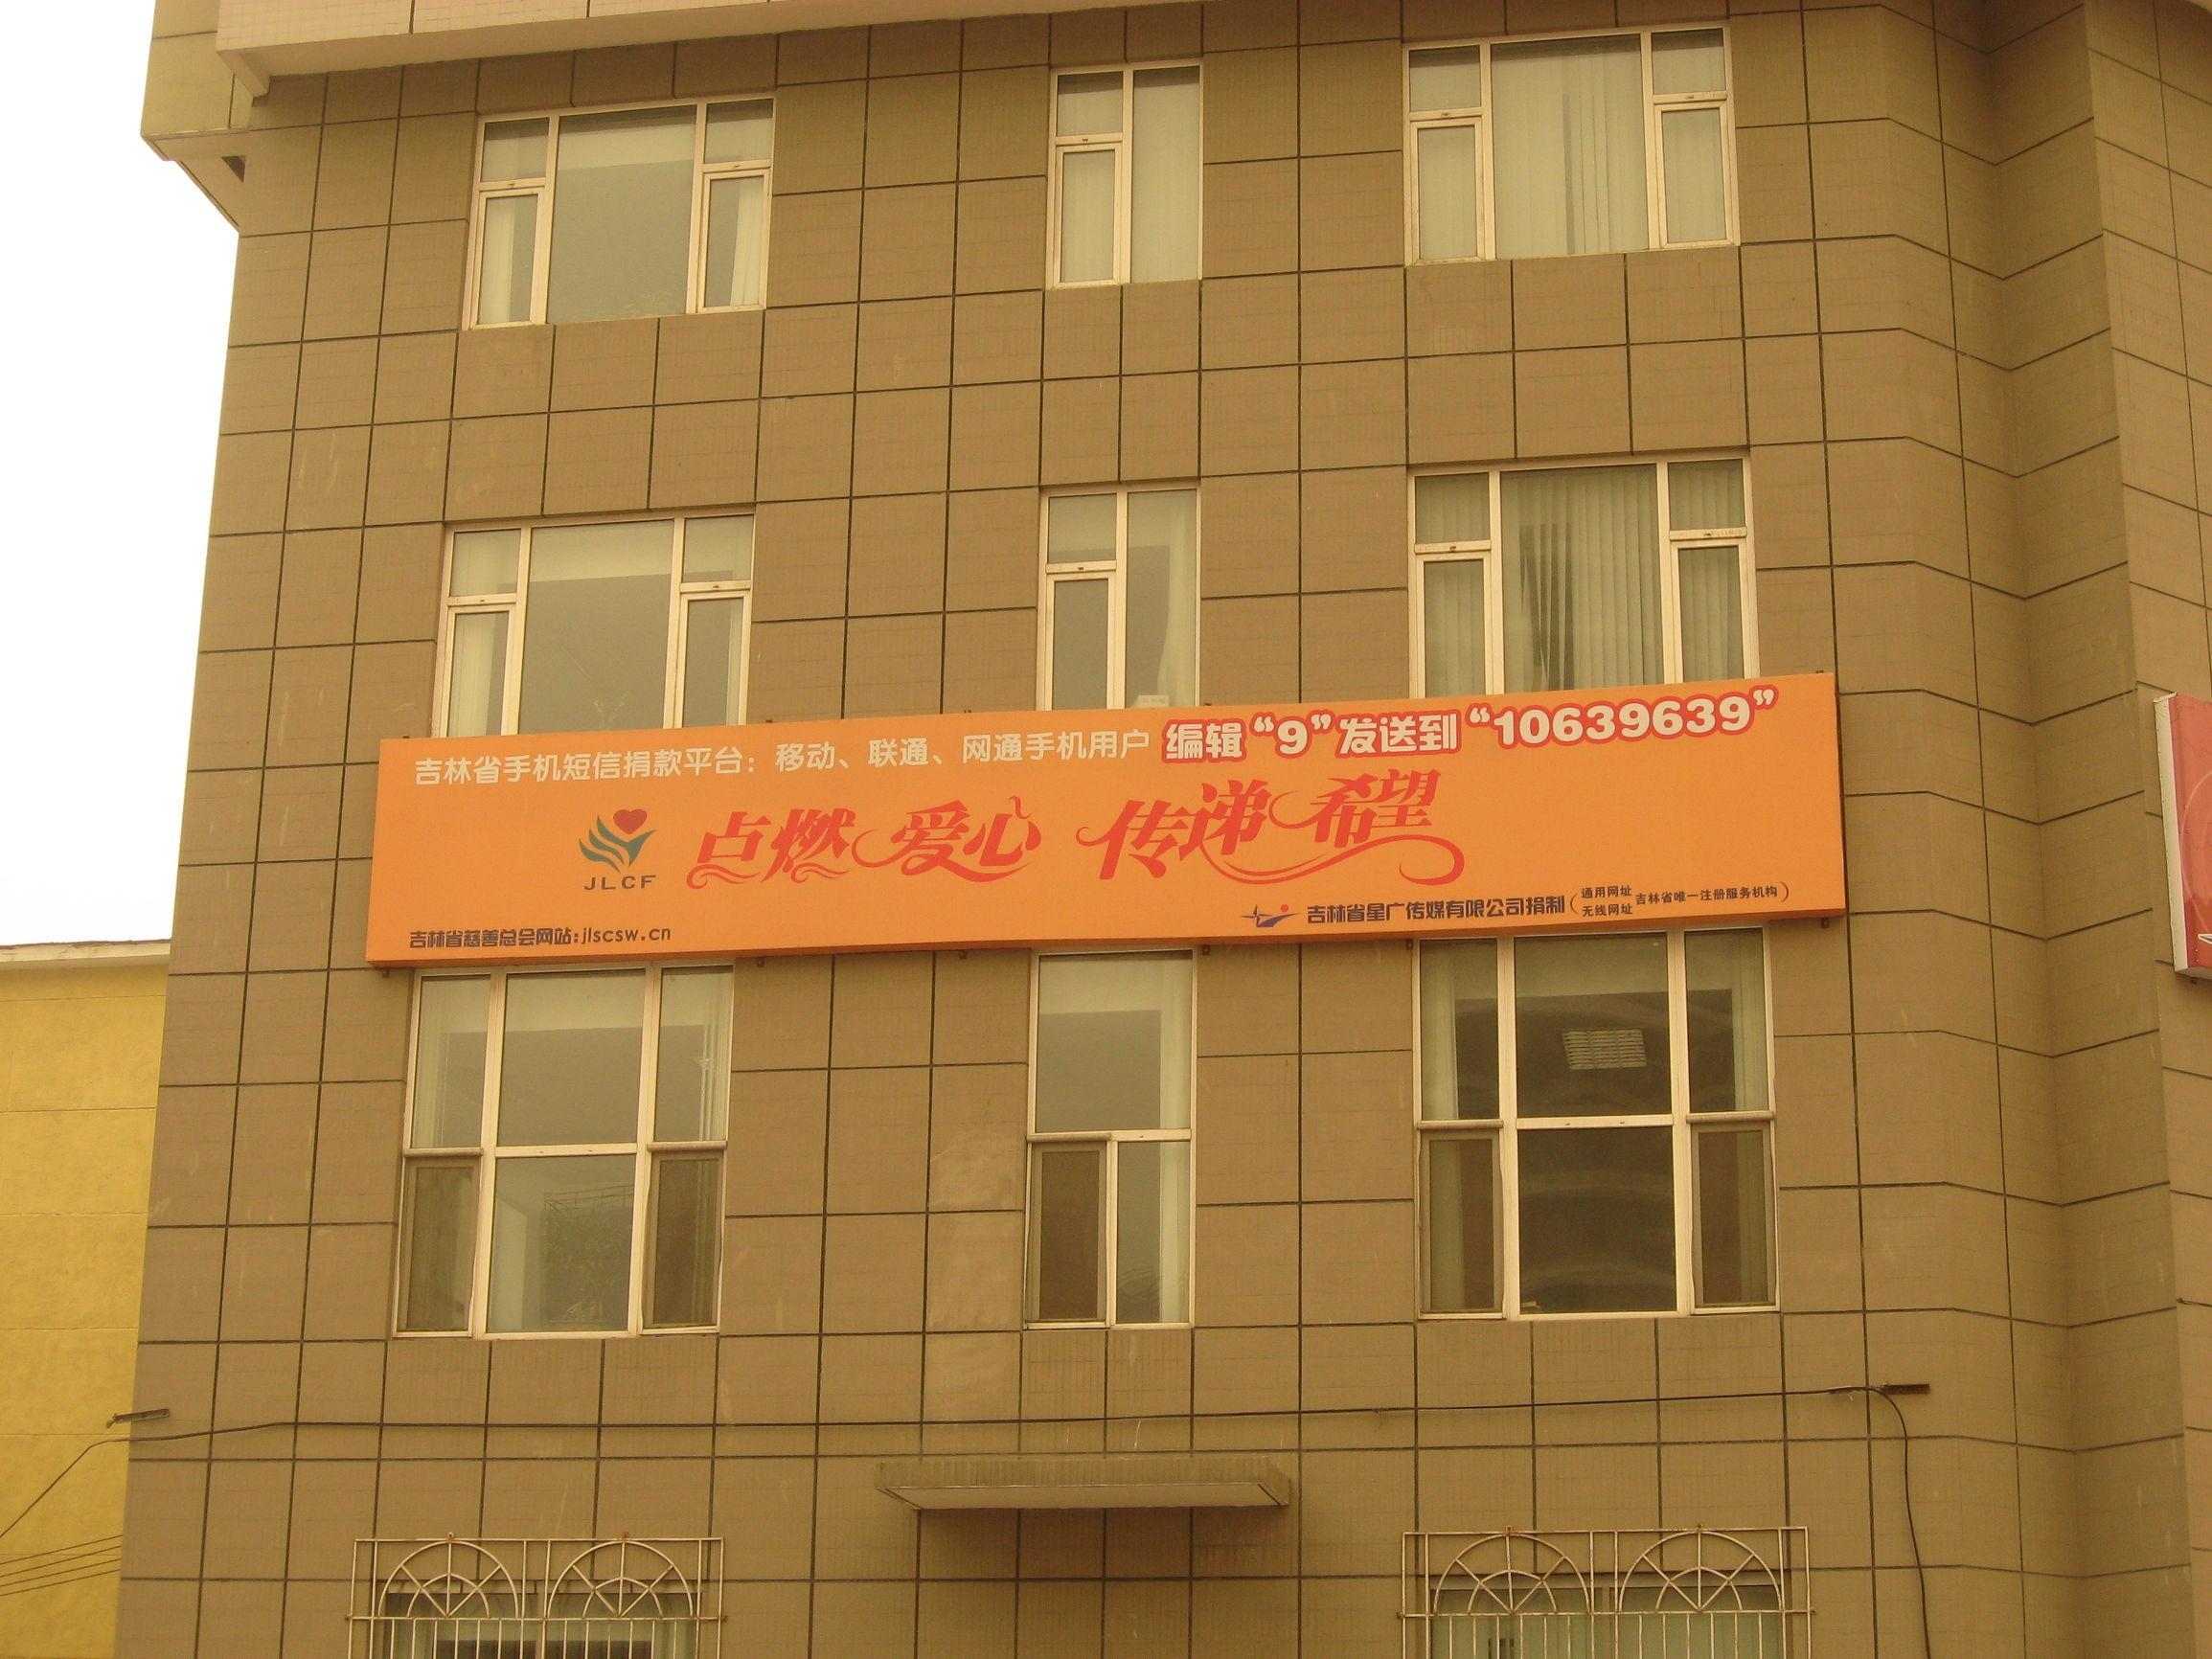 吉林省手机短信捐款平台：移动、联通、网通手机用户 编辑“9”发送到“10639639”
点燃爱心 传递希望
JLCF
吉林省慈善总会网站:jlscsw.cn
吉林省星广传媒有限公司捐制（通用网址 无线网址 吉林省唯一注册服务机构）